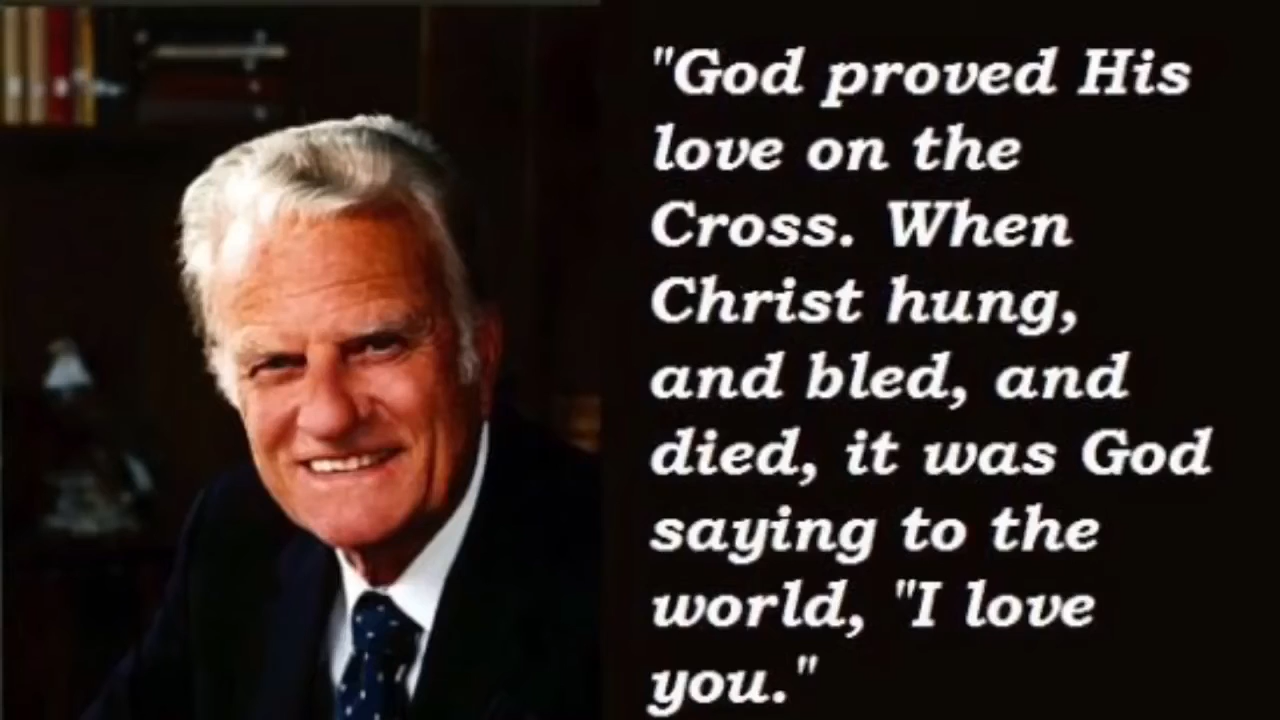 "God proved His
love on the
Cross. When
Christ hung,
and bled, and
died, it was God
saying to the
world, "I love
you."